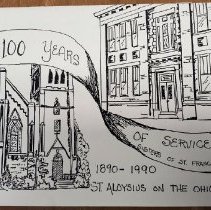 100 YEARS
OF SERVICE
SISTERS OF ST. FRANCIS
1890-1990
ST ALOYSIUS ON THE OHIO